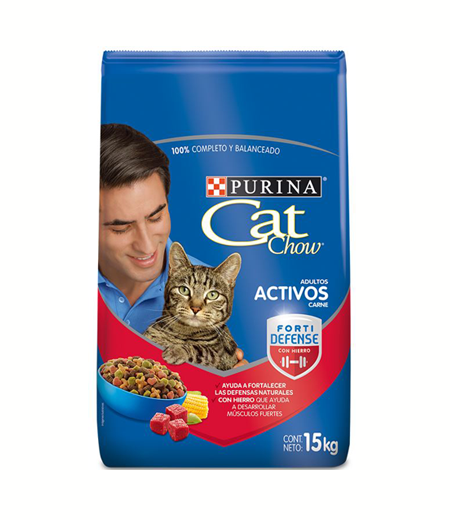 100% COMPLETO Y BALANCEADO
PURINA®
Cat
Chow®
ADULTOS
ACTIVOS
CARNE
FORTI
DEFENSE
CON HIERRO
AYUDA A FORTALECER
LAS DEFENSAS NATURALES
CON HIERRO QUE AYUDA
A DESARROLLAR
MÚSCULOS FUERTES
CONT.
NETO: 15kg